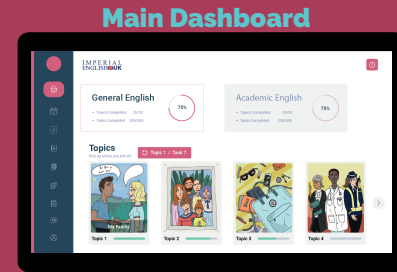 Main Dashboard
IMPERIAL
ENGLISH UK
General English
75%
Topics Completed
Tasks Completed
Academic English
75%
Topics Completed
Tasks Completed
Topics
Pick up where you left off
Topic 1 / Task 7
My Family
Topic 1
Topic 2
Topic 3
Topic 4